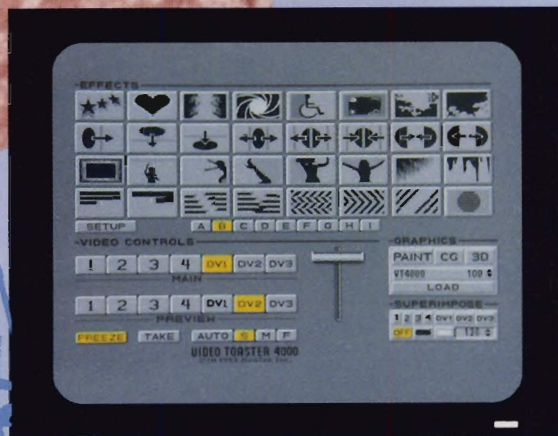 EFFECTS
SETUP
A B C D E F G H I
VIDEO CONTROLS
1 2 3 4 DV1 DV2 DV3
MAIN
1 2 3 4 DV1 DV2 DV3
PREVIEW
FREEZE TAKE AUTO S M F
VIDEO TOASTER 4000
GRAPHICS
PAINT CG 3D
VT4000 100
LOAD
SUPERIMPOSE
1 2 3 4 DV1 DV2 DV3
OFF